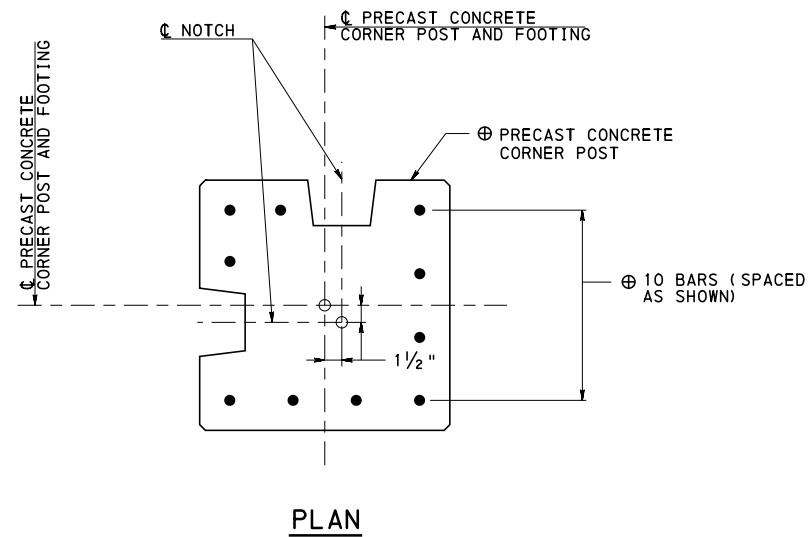 ℄ PRECAST CONCRETE
CORNER POST AND FOOTING
℄ NOTCH
℄ PRECAST CONCRETE
CORNER POST AND FOOTING
⊕ PRECAST CONCRETE
CORNER POST
⊕ 10 BARS (SPACED
AS SHOWN)
1½"
PLAN